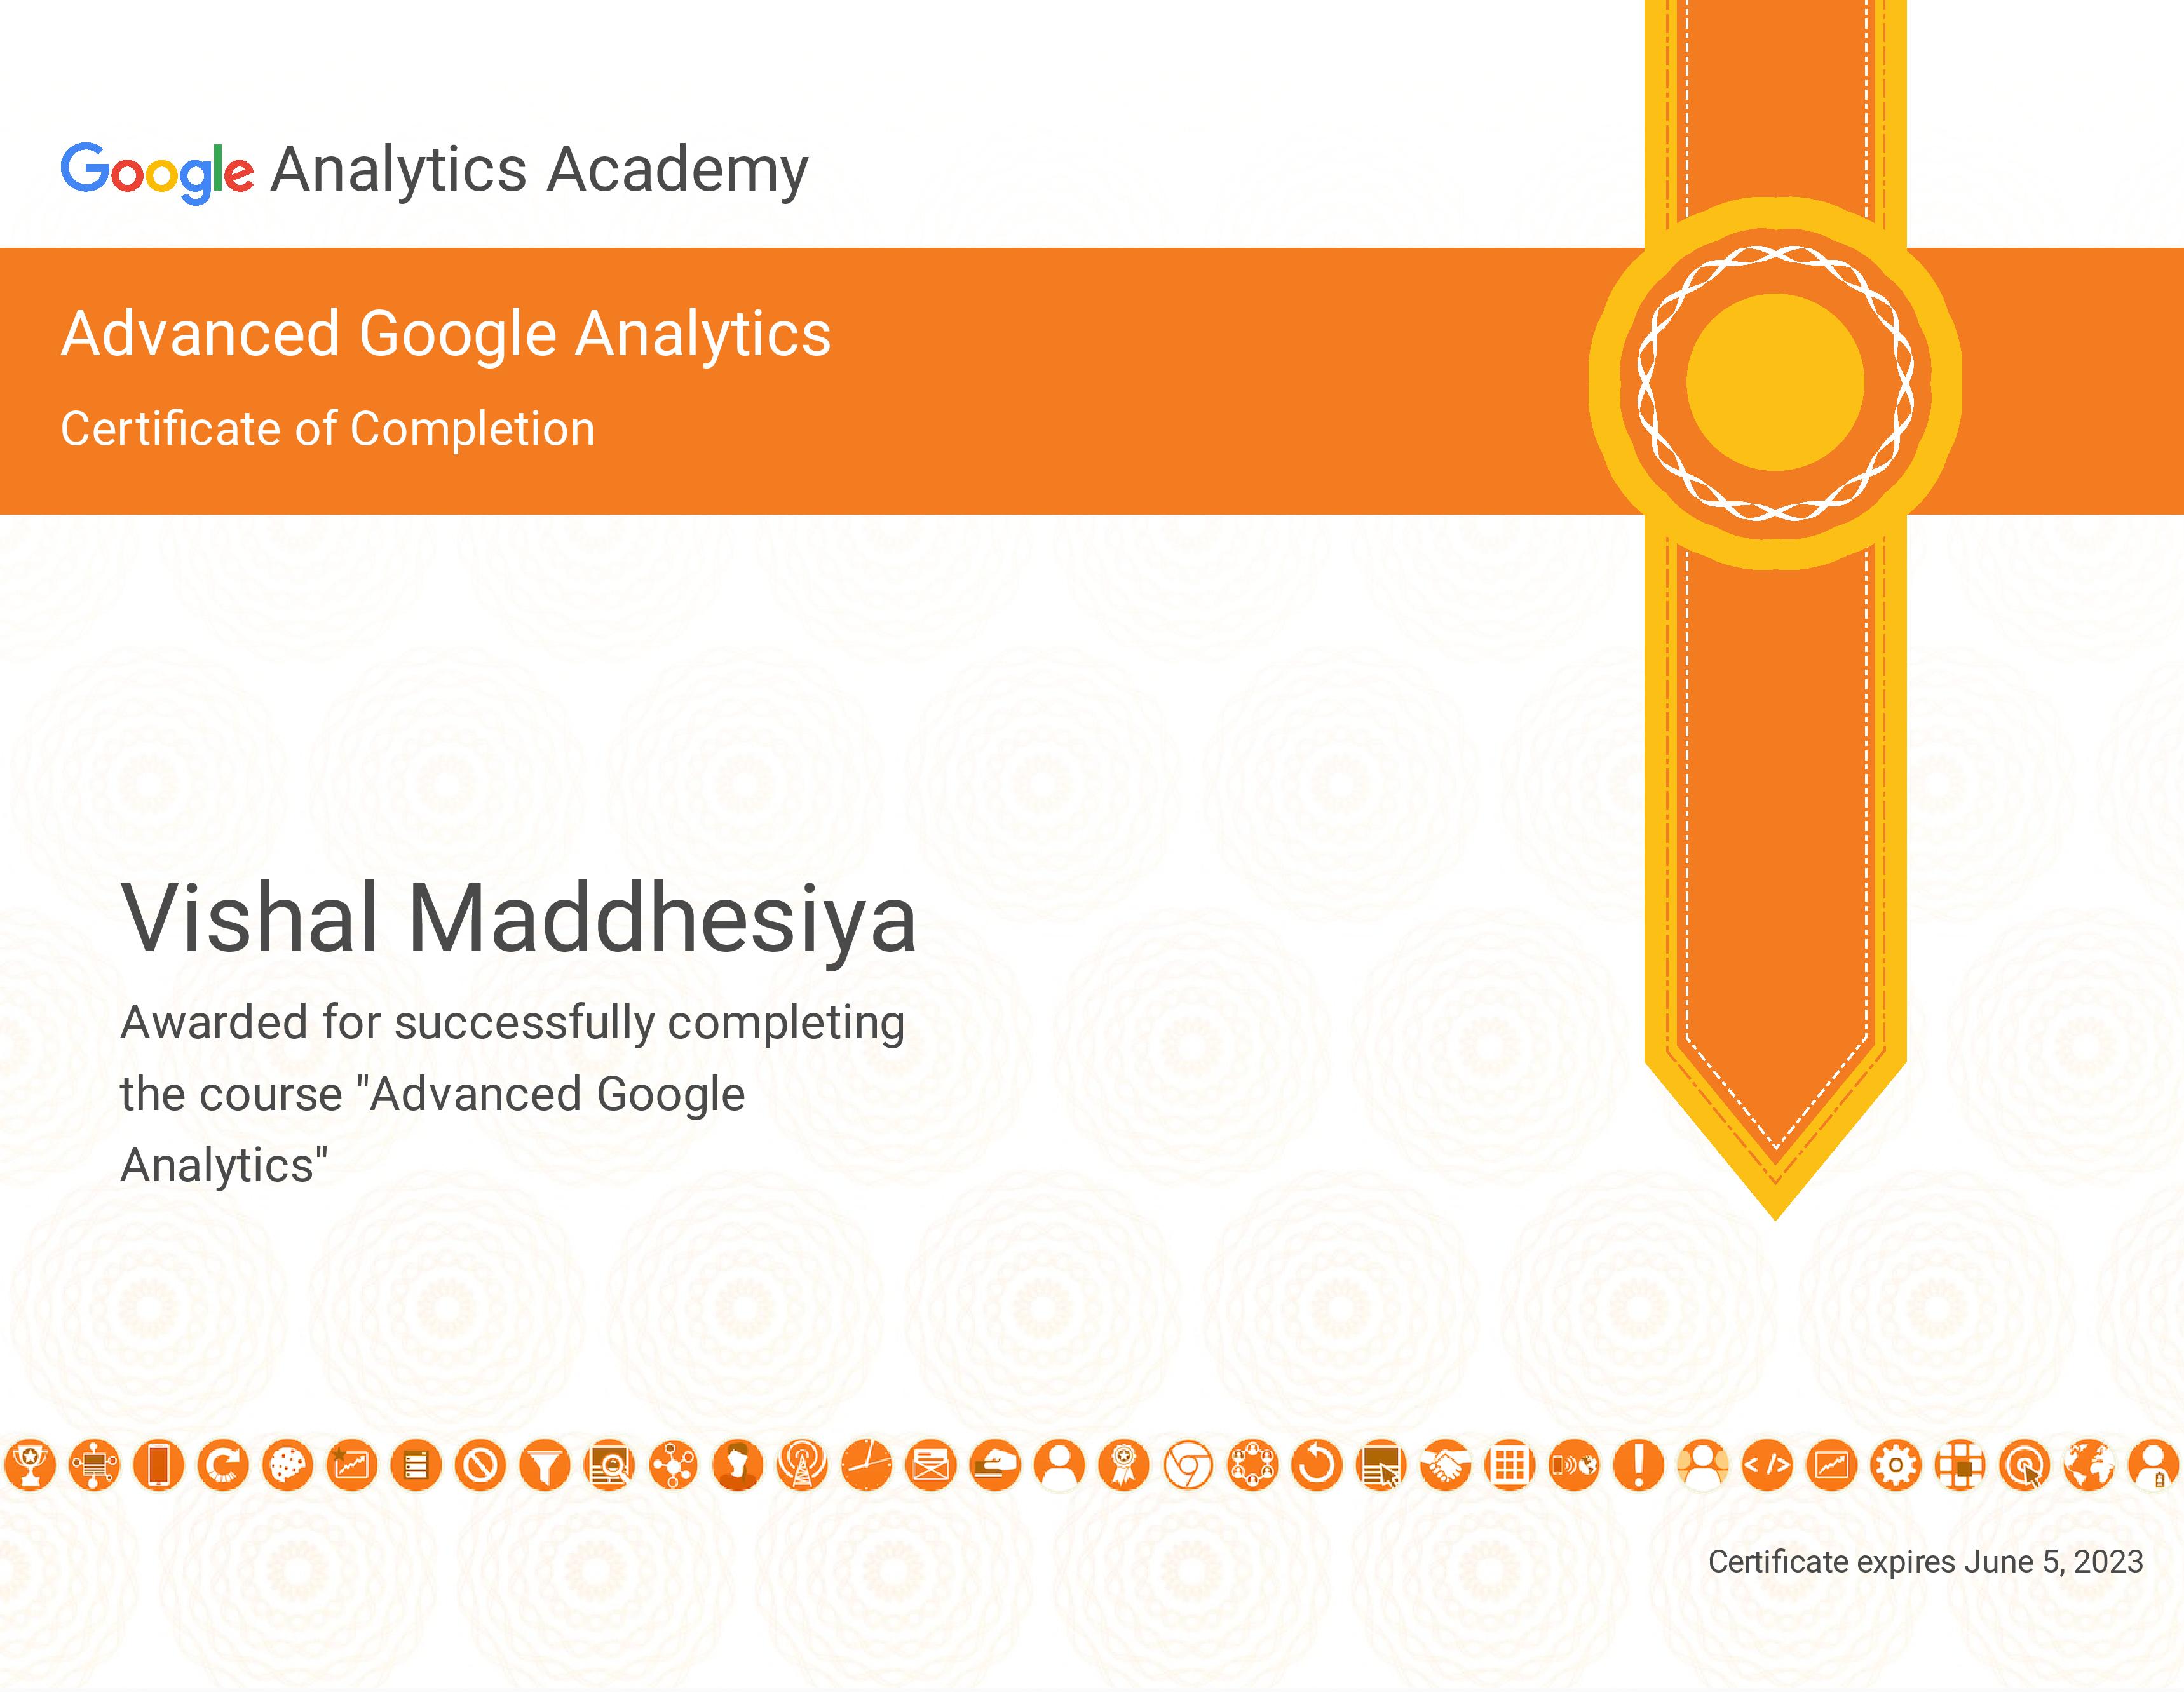 Google Analytics Academy
Advanced Google Analytics
Certificate of Completion
Vishal Maddhesiya
Awarded for successfully completing
the course "Advanced Google
Analytics"
Certificate expires June 5, 2023